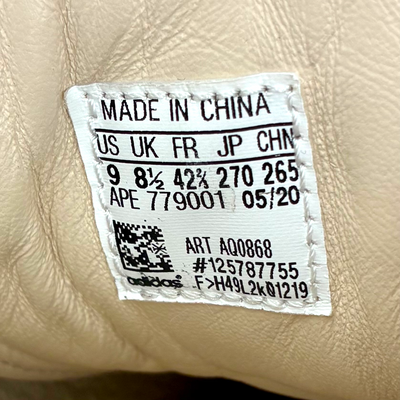 MADE IN CHINA
US UK FR JP CHN
9 8½ 42⅔ 270 265
APE 779001 05/20
ART AQ0868
#125787755
F>H49L2k01219
adidas